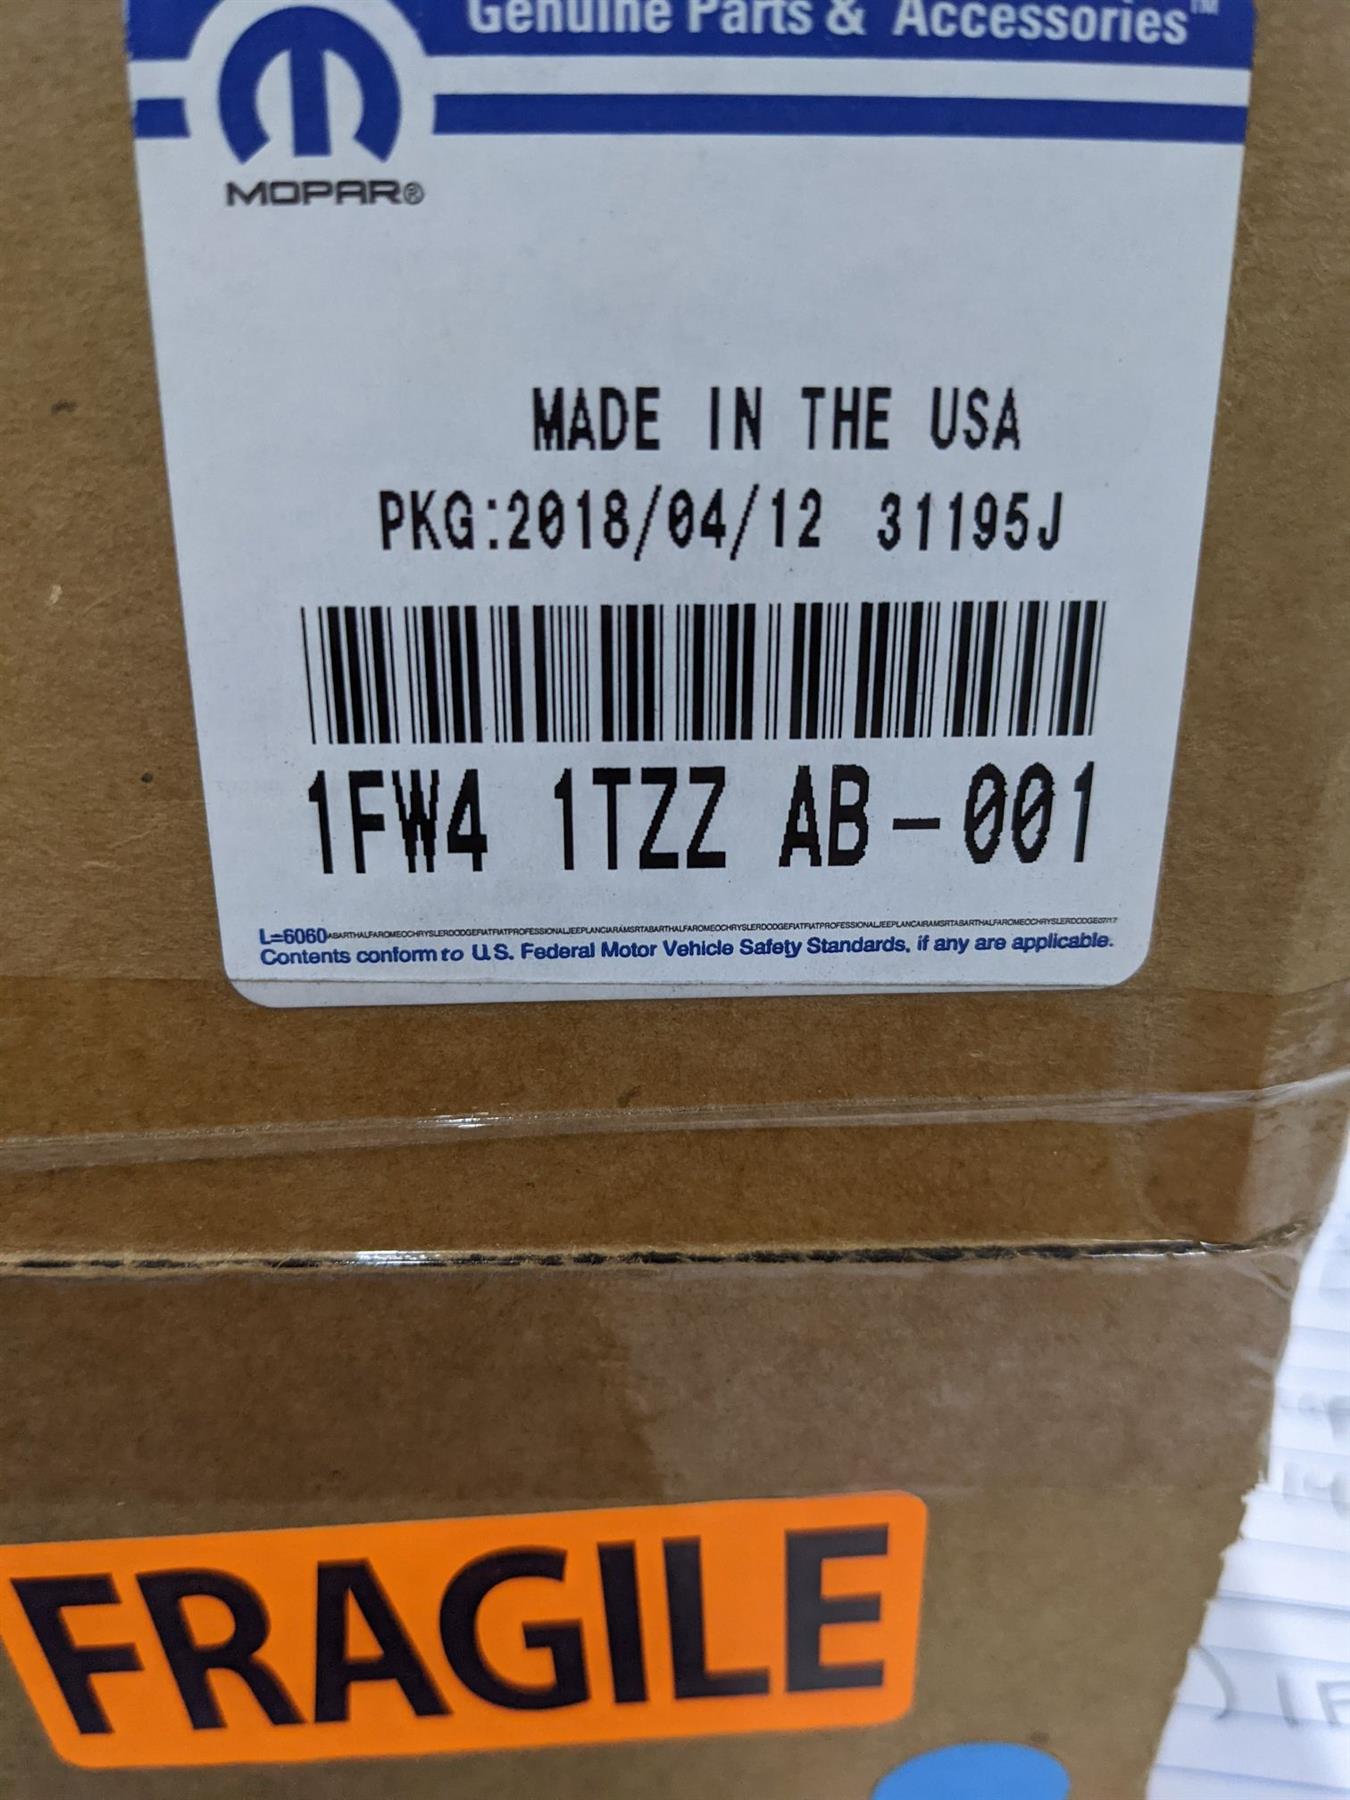 Genuine Parts & Accessories™
MOPAR®
MADE IN THE USA
PKG:2018/04/12 31195J
1FW4 1TZZ AB-001
L=6060
Contents conform to U.S. Federal Motor Vehicle Safety Standards, if any are applicable.
FRAGILE